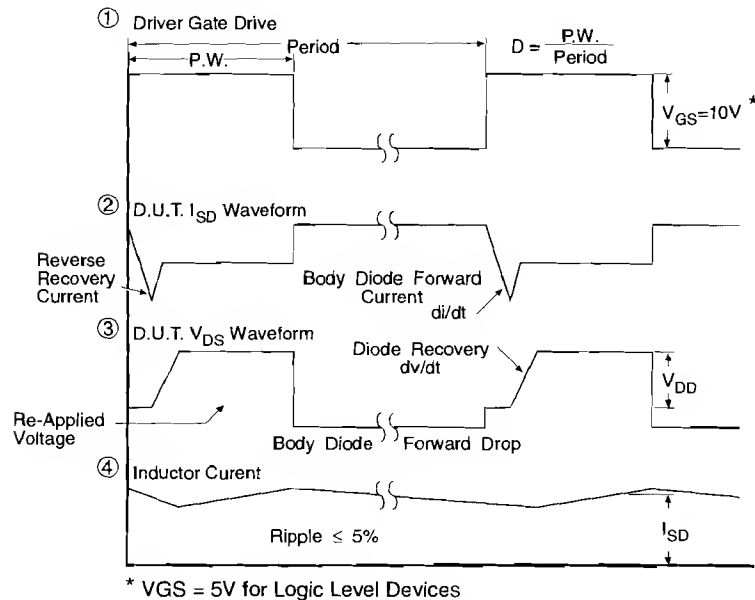 ① Driver Gate Drive
Period
P.W.
D = P.W. / Period
V_GS=10V *
② D.U.T. I_SD Waveform
Reverse
Recovery
Current
Body Diode Forward
Current
di/dt
③ D.U.T. V_DS Waveform
Diode Recovery
dv/dt
V_DD
Re-Applied
Voltage
Body Diode Forward Drop
④ Inductor Curent
Ripple ≤ 5%
I_SD
* VGS = 5V for Logic Level Devices